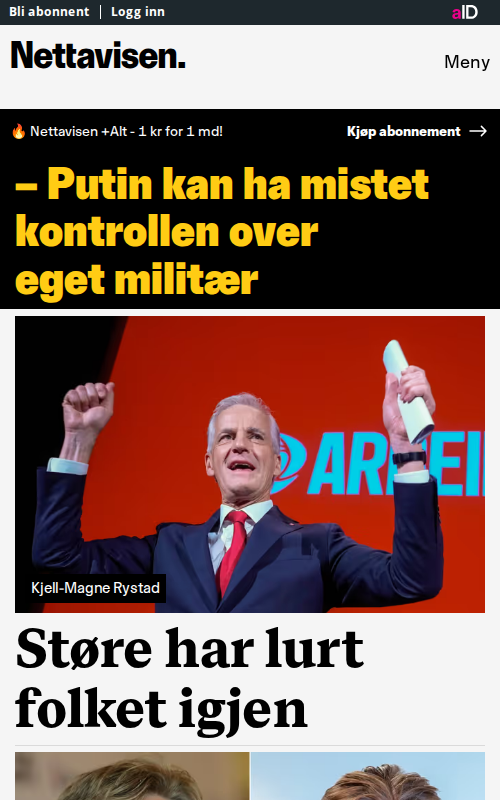 Bli abonnent | Logg inn
aID
Nettavisen.
Meny
🔥 Nettavisen +Alt - 1 kr for 1 md!
Kjøp abonnement →
– Putin kan ha mistet
kontrollen over
eget militær
ARBEI
Kjell-Magne Rystad
Støre har lurt
folket igjen